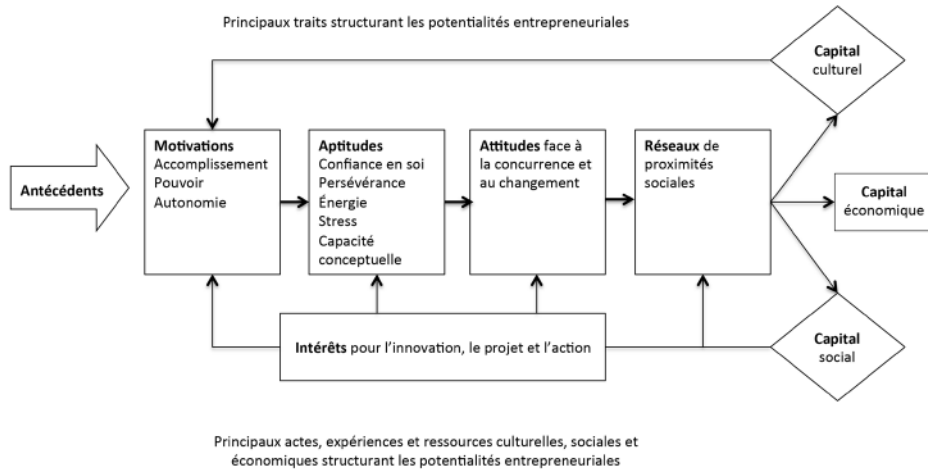 Principaux traits structurant les potentialités entrepreneuriales
Capital
culturel
Antécédents
Motivations
Accomplissement
Pouvoir
Autonomie
Aptitudes
Confiance en soi
Persévérance
Énergie
Stress
Capacité
conceptuelle
Attitudes face à
la concurrence et
au changement
Réseaux de
proximités
sociales
Capital
économique
Intérêts pour l’innovation, le projet et l’action
Capital
social
Principaux actes, expériences et ressources culturelles, sociales et
économiques structurant les potentialités entrepreneuriales